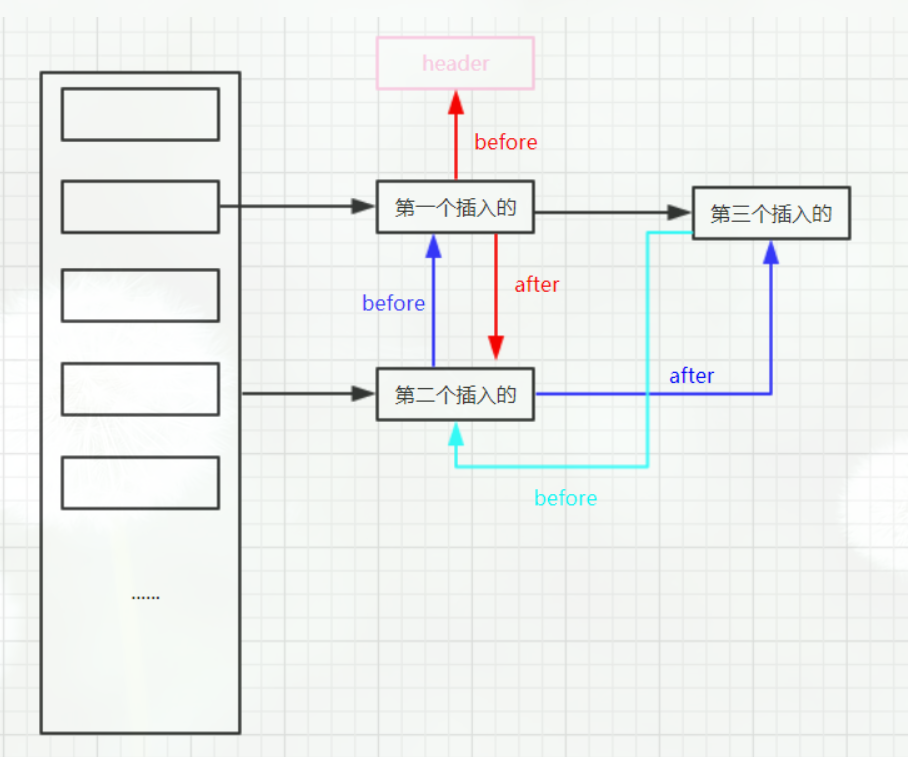 header
before
第一个插入的
第三个插入的
after
before
after
第二个插入的
before
......